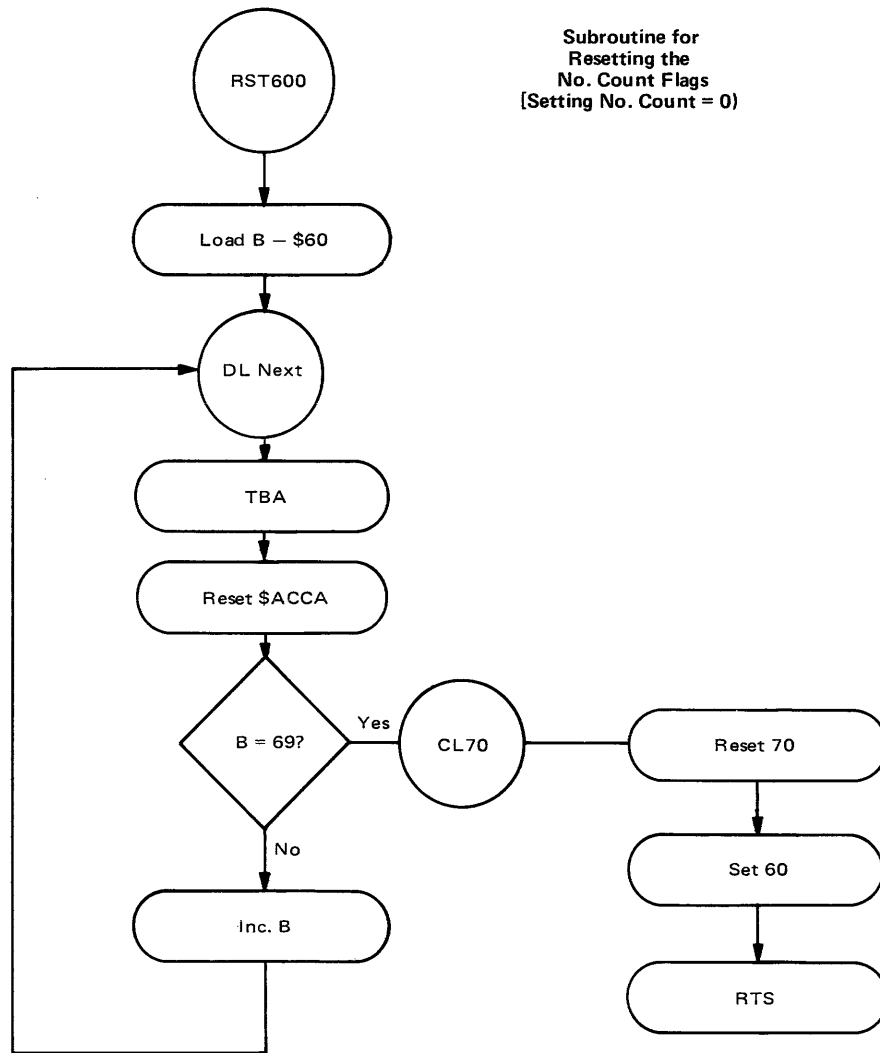 Subroutine for
Resetting the
No. Count Flags
[Setting No. Count = 0)
RST600
Load B — $60
DL Next
TBA
Reset $ACCA
B = 69?
Yes
CL70
Reset 70
No
Set 60
Inc. B
RTS